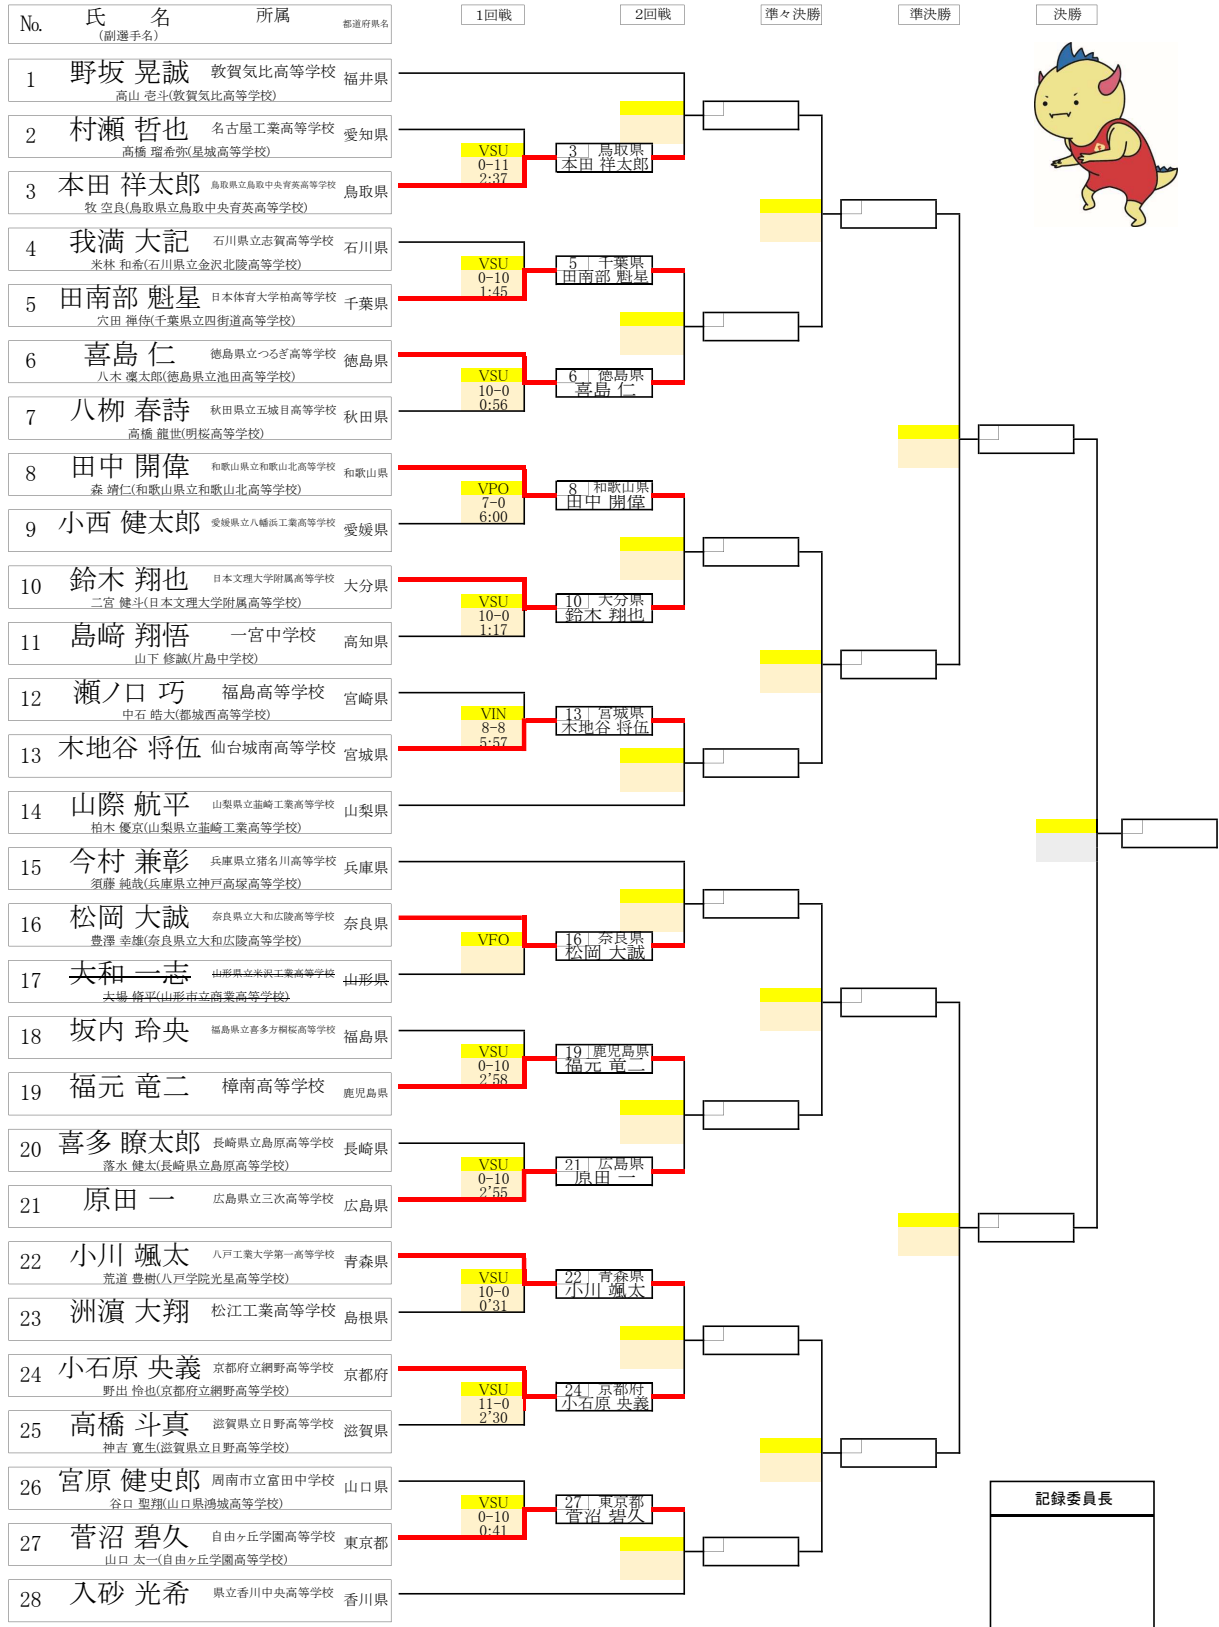 No. 氏 名 所属 都道府県名 1回戦 2回戦 準々決勝 準決勝 決勝
(副選手名)
1 野坂 晃誠 敦賀気比高等学校 福井県
高山 壱斗(敦賀気比高等学校)
2 村瀬 哲也 名古屋工業高等学校 愛知県
髙橋 瑠希弥(星城高等学校)
VSU
0-11
2:37
3 鳥取県
本田 祥太郎
3 本田 祥太郎 鳥取県立鳥取中央育英高等学校 鳥取県
牧 空良(鳥取県立鳥取中央育英高等学校)
4 我満 大記 石川県立志賀高等学校 石川県
米林 和希(石川県立金沢北陵高等学校)
VSU
0-10
1:45
5 千葉県
田南部 魁星
5 田南部 魁星 日本体育大学柏高等学校 千葉県
穴田 禅侍(千葉県立四街道高等学校)
6 喜島 仁 徳島県立つるぎ高等学校 徳島県
八木 凜太郎(徳島県立池田高等学校)
VSU
10-0
0:56
6 徳島県
喜島 仁
7 八栁 春詩 秋田県立五城目高等学校 秋田県
高橋 龍世(明桜高等学校)
8 田中 開偉 和歌山県立和歌山北高等学校 和歌山県
森 靖仁(和歌山県立和歌山北高等学校)
VPO
7-0
6:00
8 和歌山県
田中 開偉
9 小西 健太郎 愛媛県立八幡浜工業高等学校 愛媛県
10 鈴木 翔也 日本文理大学附属高等学校 大分県
二宮 健斗(日本文理大学附属高等学校)
VSU
10-0
1:17
10 大分県
鈴木 翔也
11 島﨑 翔悟 一宮中学校 高知県
山下 修誠(片島中学校)
12 瀬ノ口 巧 福島高等学校 宮崎県
中石 皓大(都城西高等学校)
VIN
8-8
5:57
13 宮城県
木地谷 将伍
13 木地谷 将伍 仙台城南高等学校 宮城県
14 山際 航平 山梨県立韮崎工業高等学校 山梨県
柏木 優京(山梨県立韮崎工業高等学校)
15 今村 兼彰 兵庫県立猪名川高等学校 兵庫県
須藤 純哉(兵庫県立神戸高塚高等学校)
16 松岡 大誠 奈良県立大和広陵高等学校 奈良県
豊澤 幸雄(奈良県立大和広陵高等学校)
VFO
16 奈良県
松岡 大誠
17 大和 一志 山形県立米沢工業高等学校 山形県
大場 脩平(山形市立商業高等学校)
18 坂内 玲央 福島県立喜多方桐桜高等学校 福島県
VSU
0-10
2'58
19 鹿児島県
福元 竜二
19 福元 竜二 樟南高等学校 鹿児島県
20 喜多 瞭太郎 長崎県立島原高等学校 長崎県
落水 健太(長崎県立島原高等学校)
VSU
0-10
2'55
21 広島県
原田 一
21 原田 一 広島県立三次高等学校 広島県
22 小川 颯太 八戸工業大学第一高等学校 青森県
荒道 豊樹(八戸学院光星高等学校)
VSU
10-0
0'31
22 青森県
小川 颯太
23 洲濵 大翔 松江工業高等学校 島根県
24 小石原 央義 京都府立網野高等学校 京都府
野出 怜也(京都府立網野高等学校)
VSU
11-0
2'30
24 京都府
小石原 央義
25 高橋 斗真 滋賀県立日野高等学校 滋賀県
神吉 寛生(滋賀県立日野高等学校)
26 宮原 健史郎 周南市立富田中学校 山口県
谷口 聖翔(山口県鴻城高等学校)
VSU
0-10
0:41
27 東京都
菅沼 碧久
27 菅沼 碧久 自由ヶ丘学園高等学校 東京都
山口 太一(自由ヶ丘学園高等学校)
28 入砂 光希 県立香川中央高等学校 香川県
記録委員長